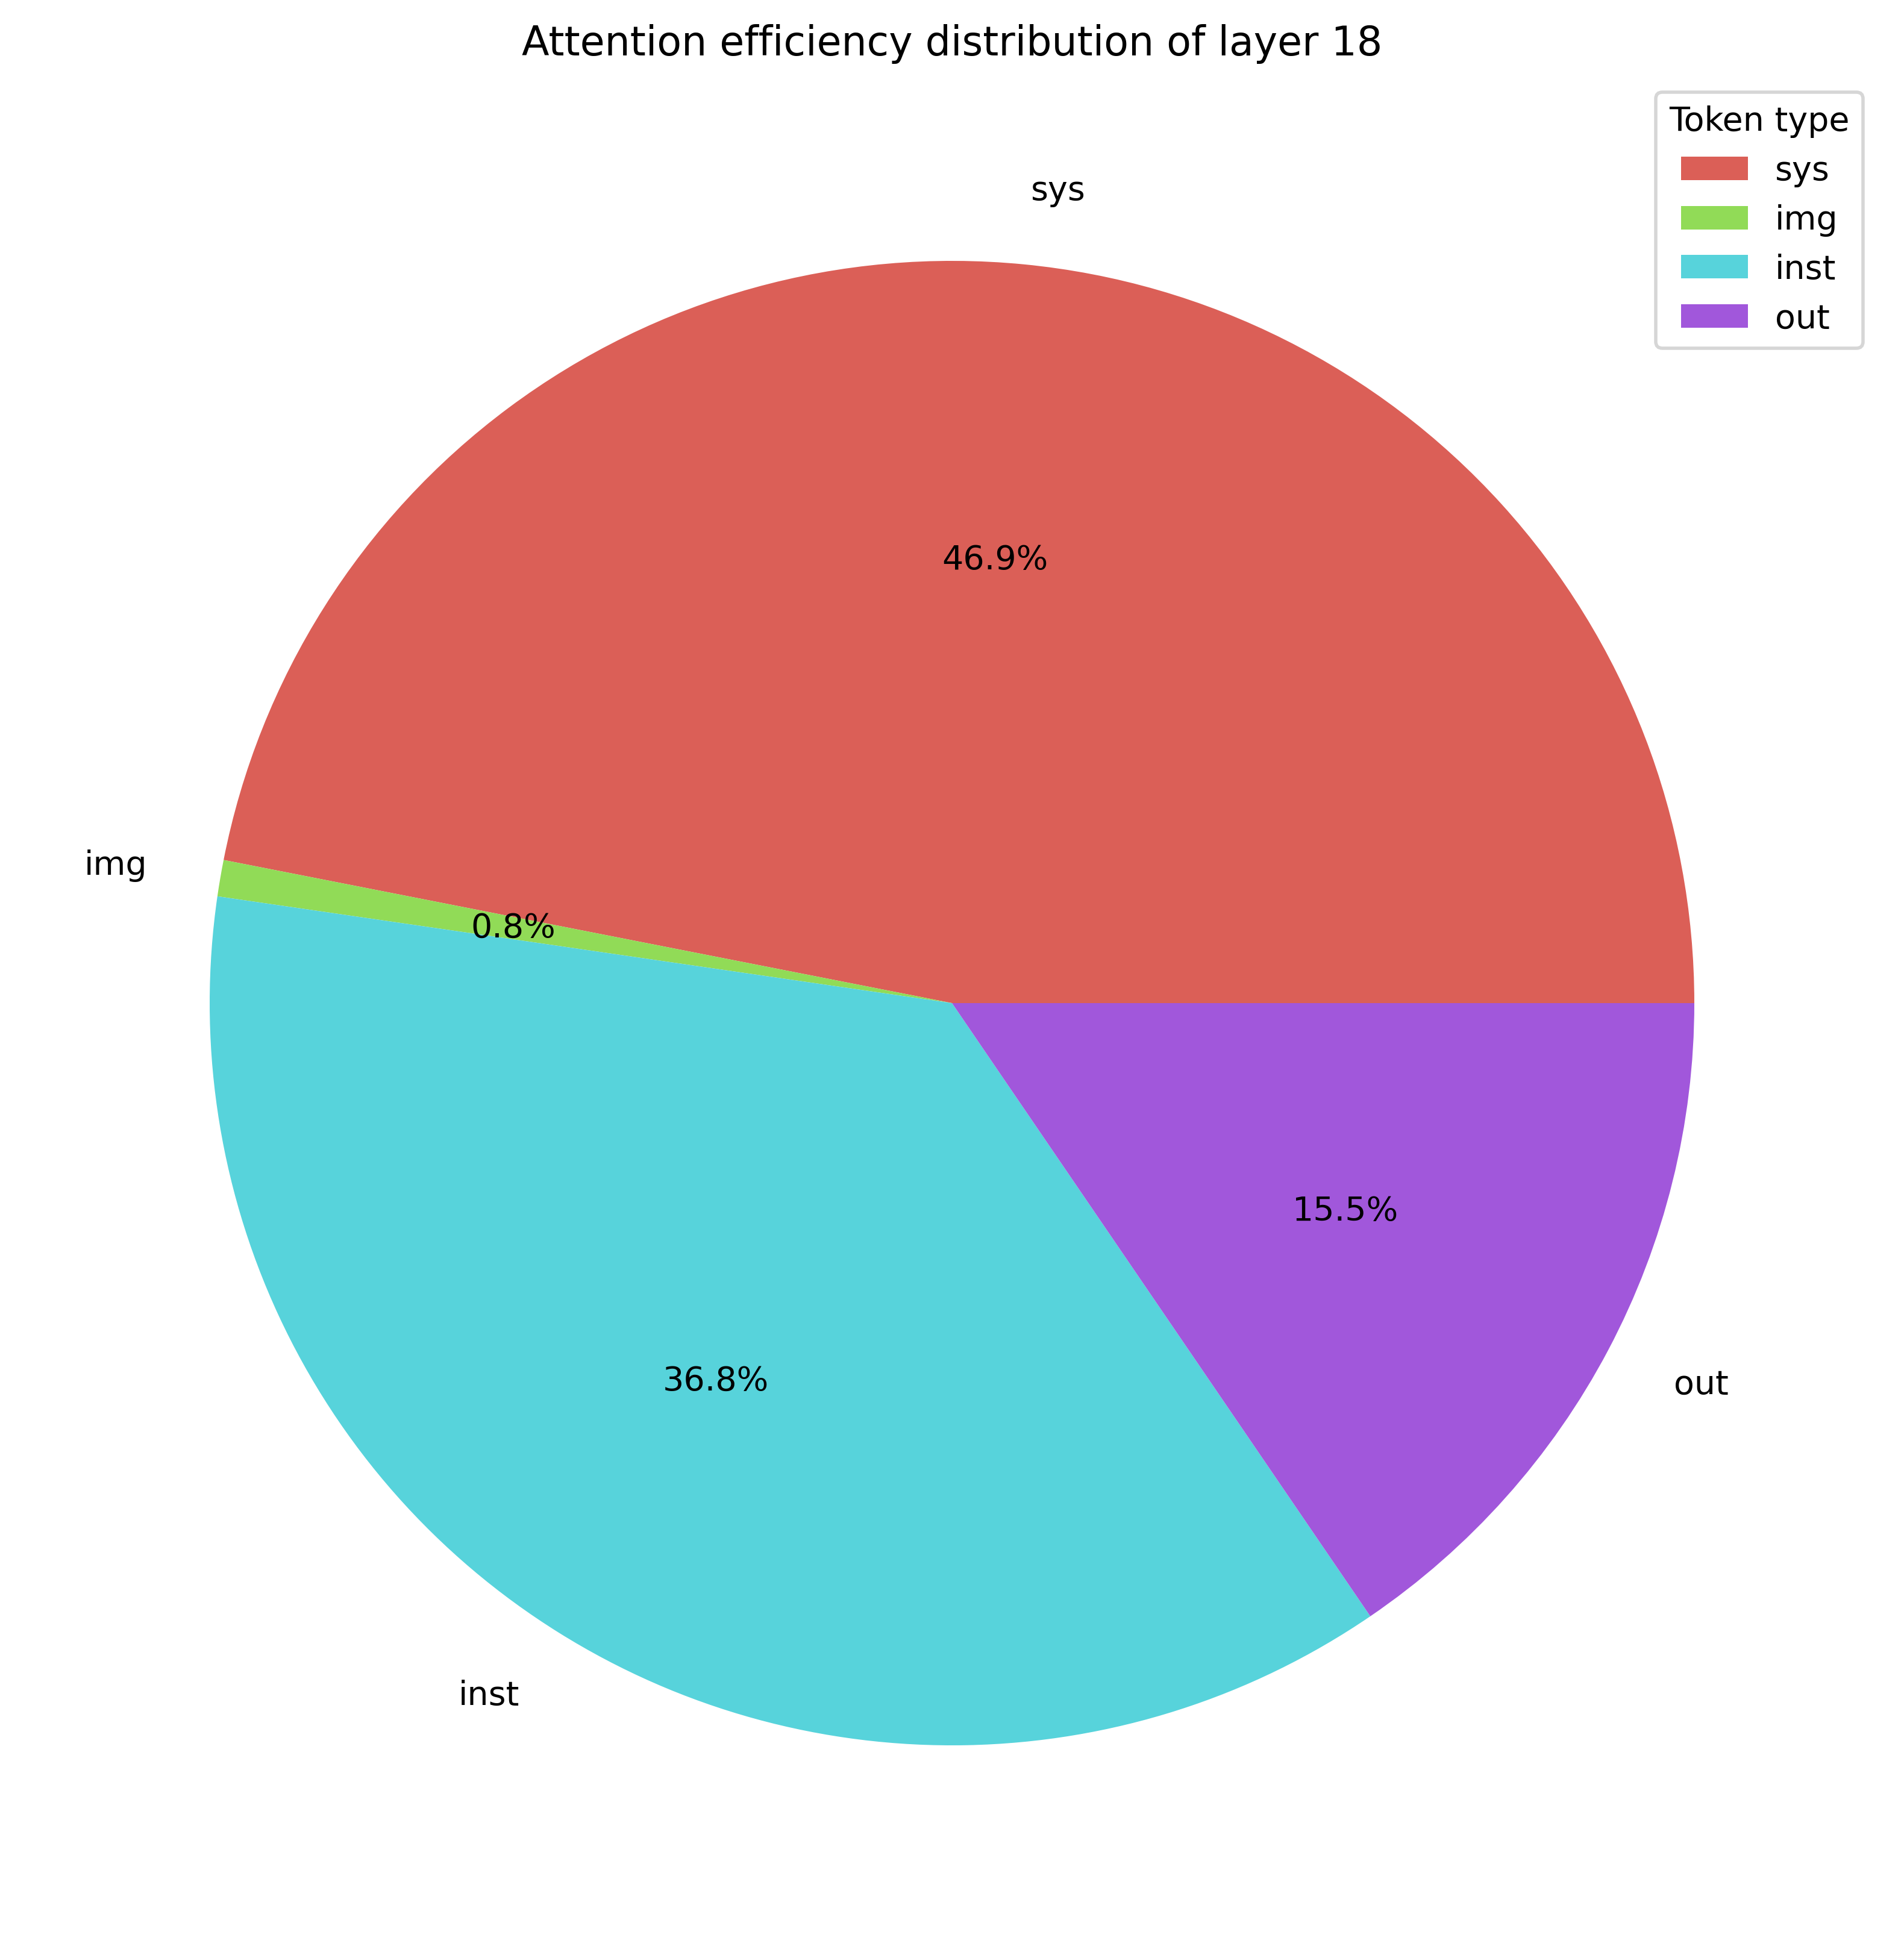 Attention efficiency distribution of layer 18
Token type
sys
img
inst
out
sys
46.9%
img
0.8%
15.5%
36.8%
out
inst